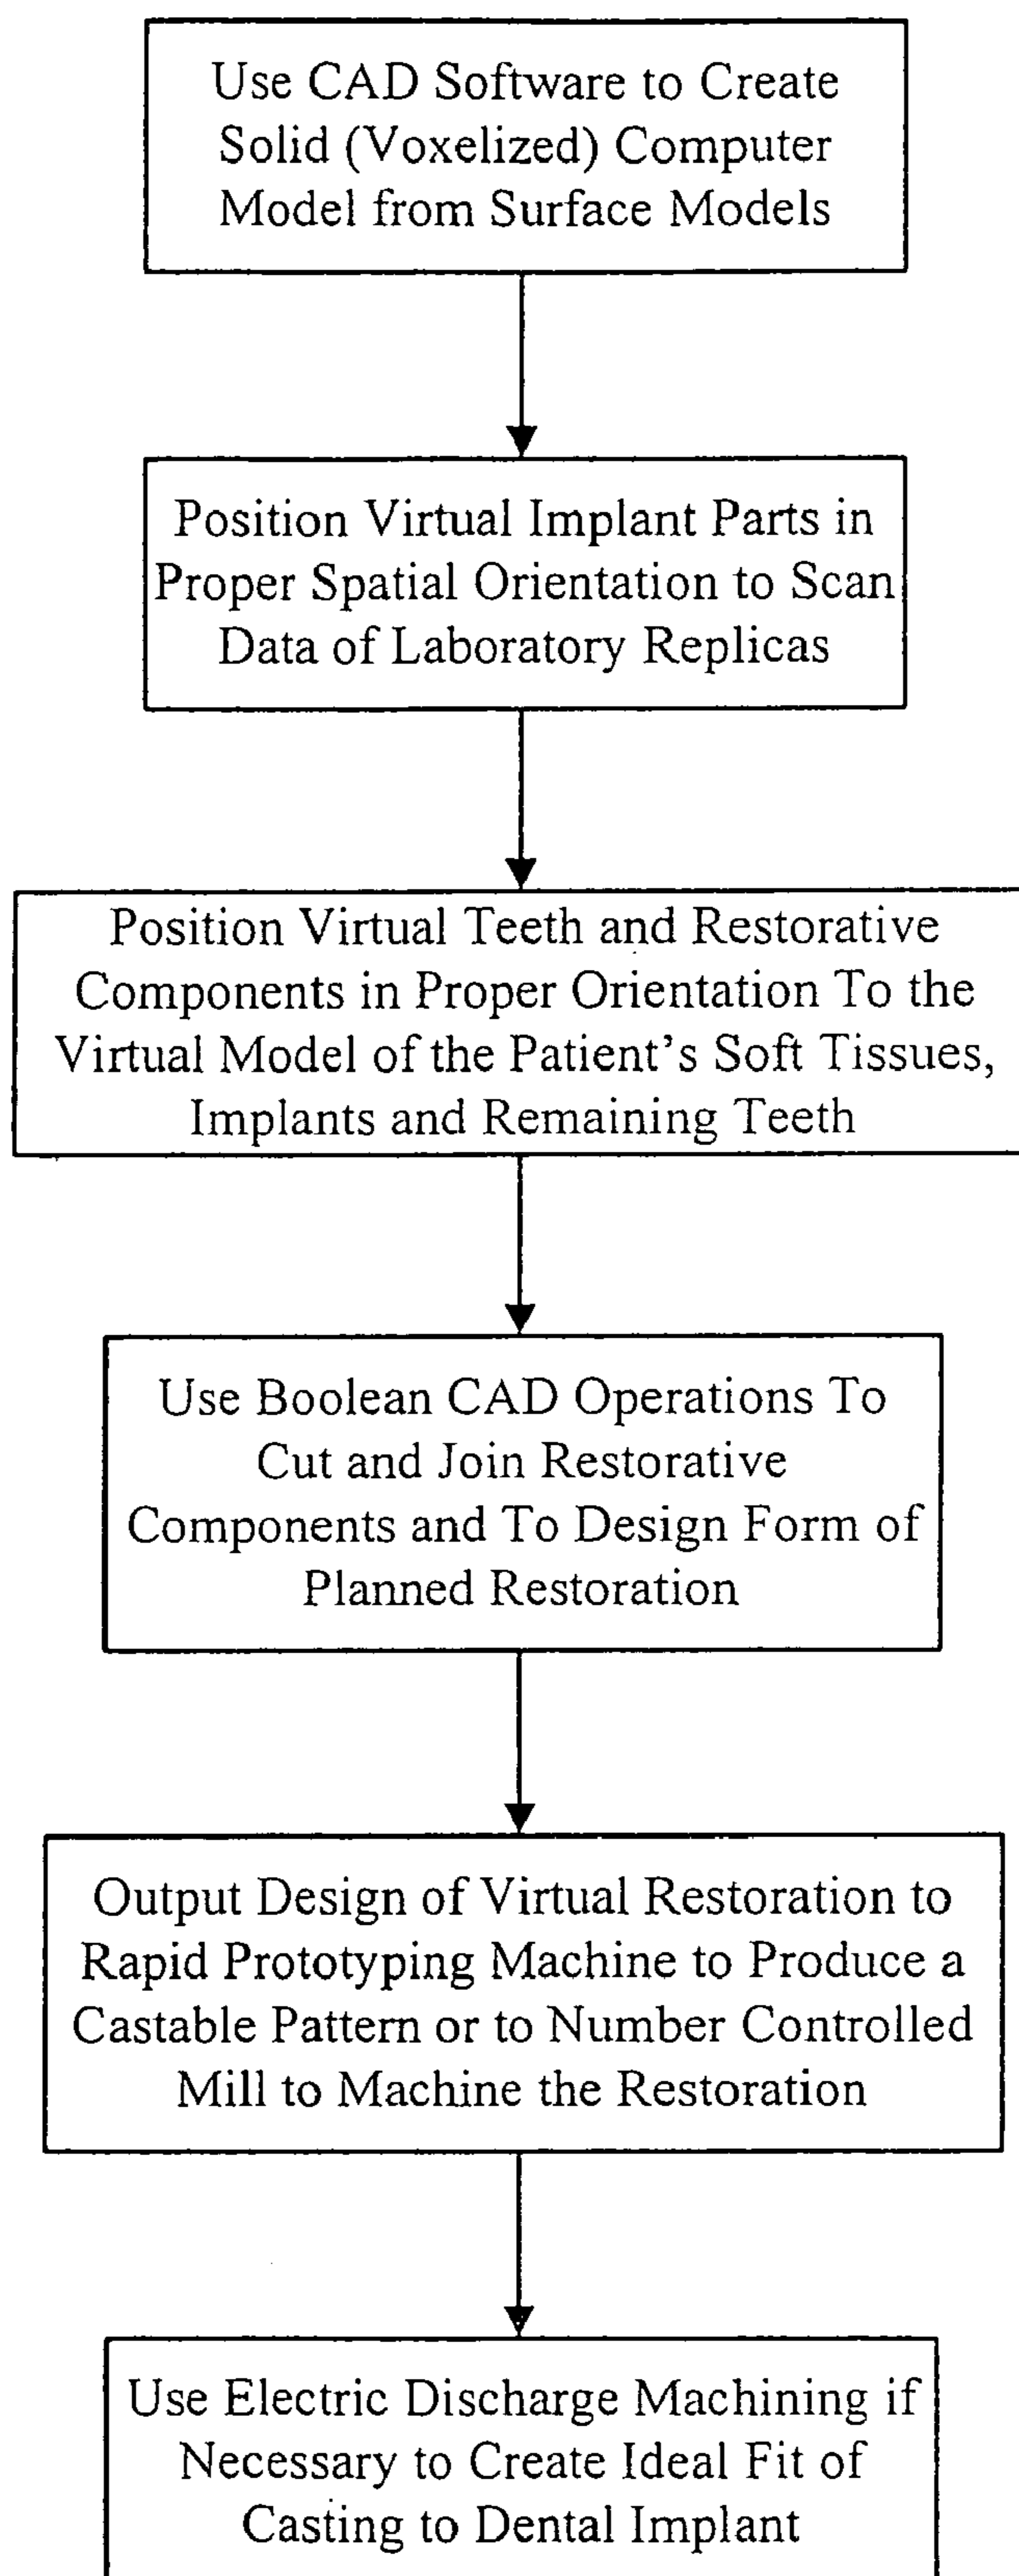 Use CAD Software to Create
Solid (Voxelized) Computer
Model from Surface Models
Position Virtual Implant Parts in
Proper Spatial Orientation to Scan
Data of Laboratory Replicas
Position Virtual Teeth and Restorative
Components in Proper Orientation To the
Virtual Model of the Patient's Soft Tissues,
Implants and Remaining Teeth
Use Boolean CAD Operations To
Cut and Join Restorative
Components and To Design Form of
Planned Restoration
Output Design of Virtual Restoration to
Rapid Prototyping Machine to Produce a
Castable Pattern or to Number Controlled
Mill to Machine the Restoration
Use Electric Discharge Machining if
Necessary to Create Ideal Fit of
Casting to Dental Implant